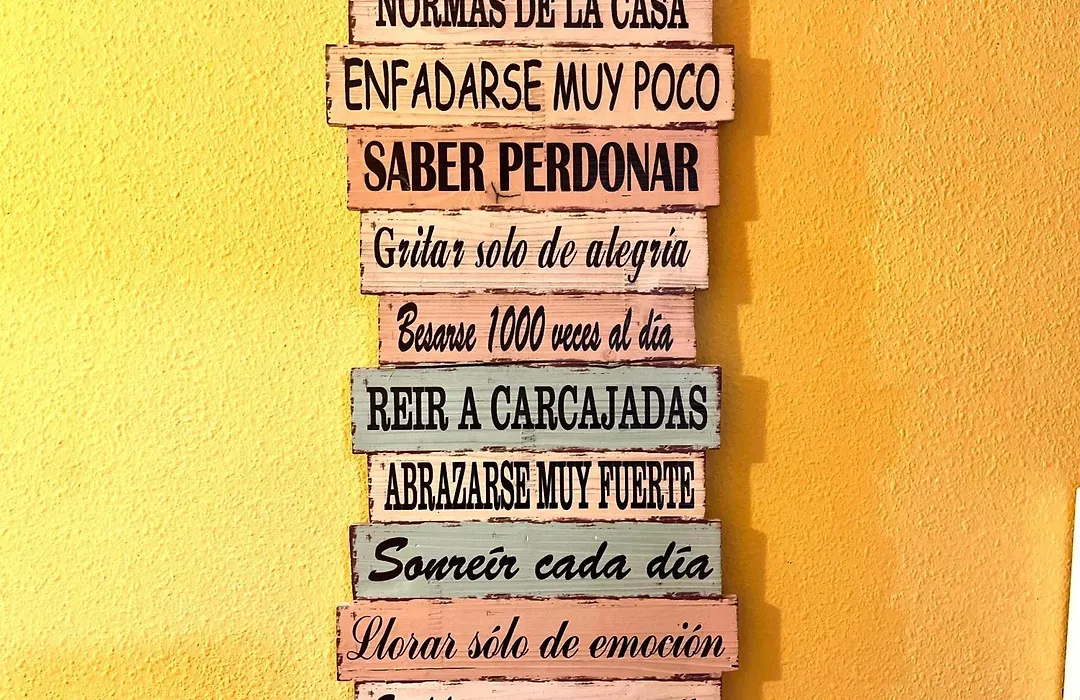 NORMAS DE LA CASA
ENFADARSE MUY POCO
SABER PERDONAR
Gritar solo de alegría
Besarse 1000 veces al día
REIR A CARCAJADAS
ABRAZARSE MUY FUERTE
Sonreír cada día
Llorar sólo de emoción